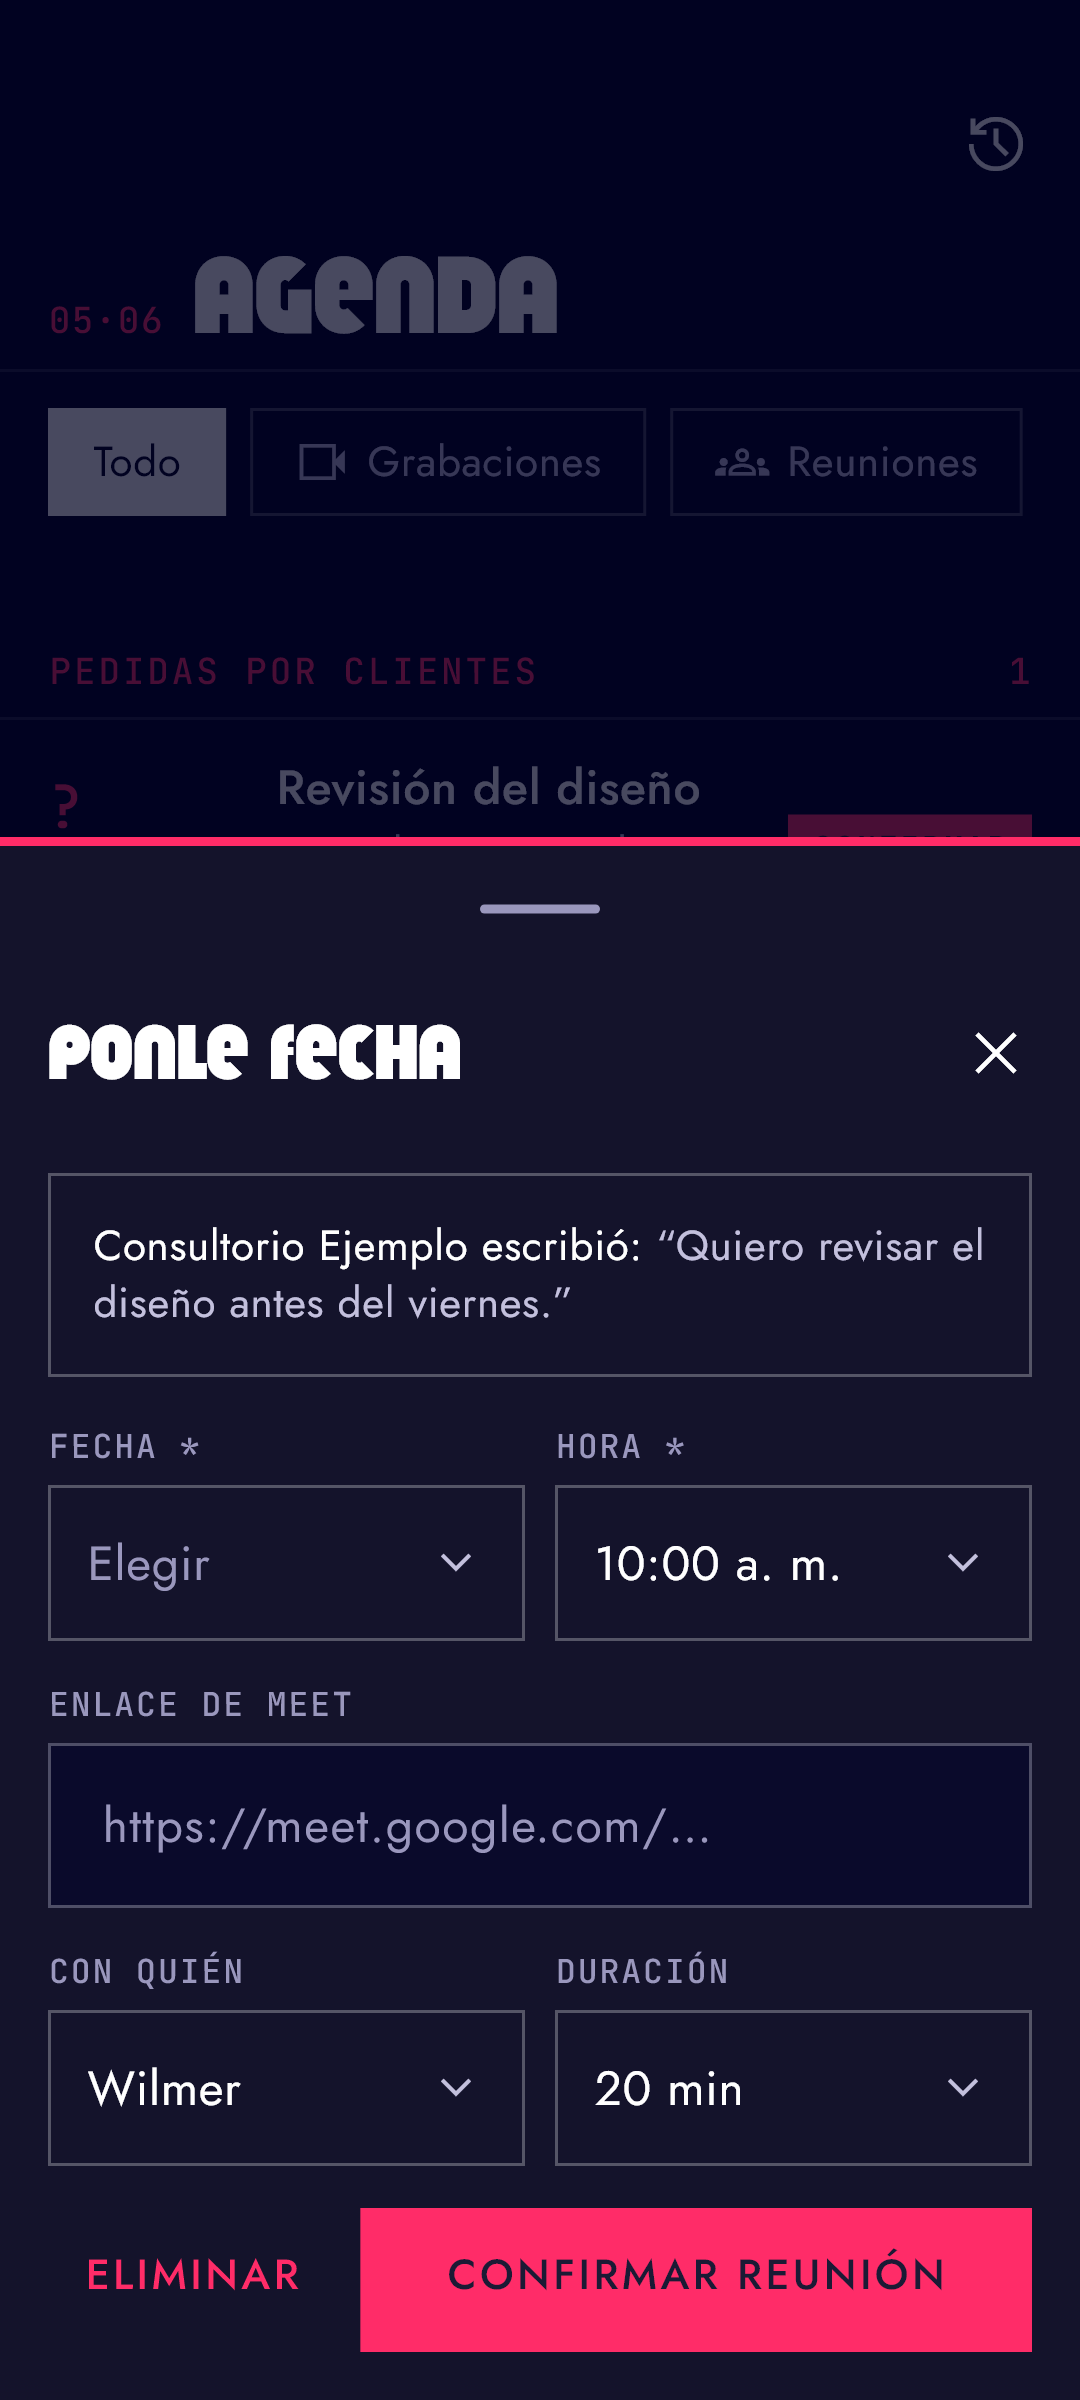 05·06 AGENDA
Todo Grabaciones Reuniones
PEDIDAS POR CLIENTES 1
? Revisión del diseño
PONLE FECHA
Consultorio Ejemplo escribió: “Quiero revisar el
diseño antes del viernes.”
FECHA * HORA *
Elegir 10:00 a. m.
ENLACE DE MEET
https://meet.google.com/...
CON QUIÉN DURACIÓN
Wilmer 20 min
ELIMINAR CONFIRMAR REUNIÓN